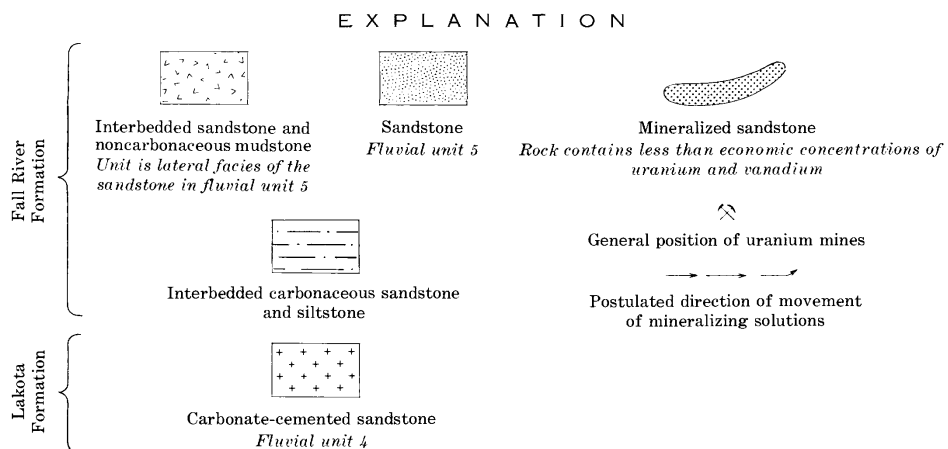 EXPLANATION
Fall River
Formation
Interbedded sandstone and
noncarbonaceous mudstone
Unit is lateral facies of the
sandstone in fluvial unit 5
Sandstone
Fluvial unit 5
Interbedded carbonaceous sandstone
and siltstone
Lakota
Formation
Carbonate-cemented sandstone
Fluvial unit 4
Mineralized sandstone
Rock contains less than economic concentrations of
uranium and vanadium
General position of uranium mines
Postulated direction of movement
of mineralizing solutions